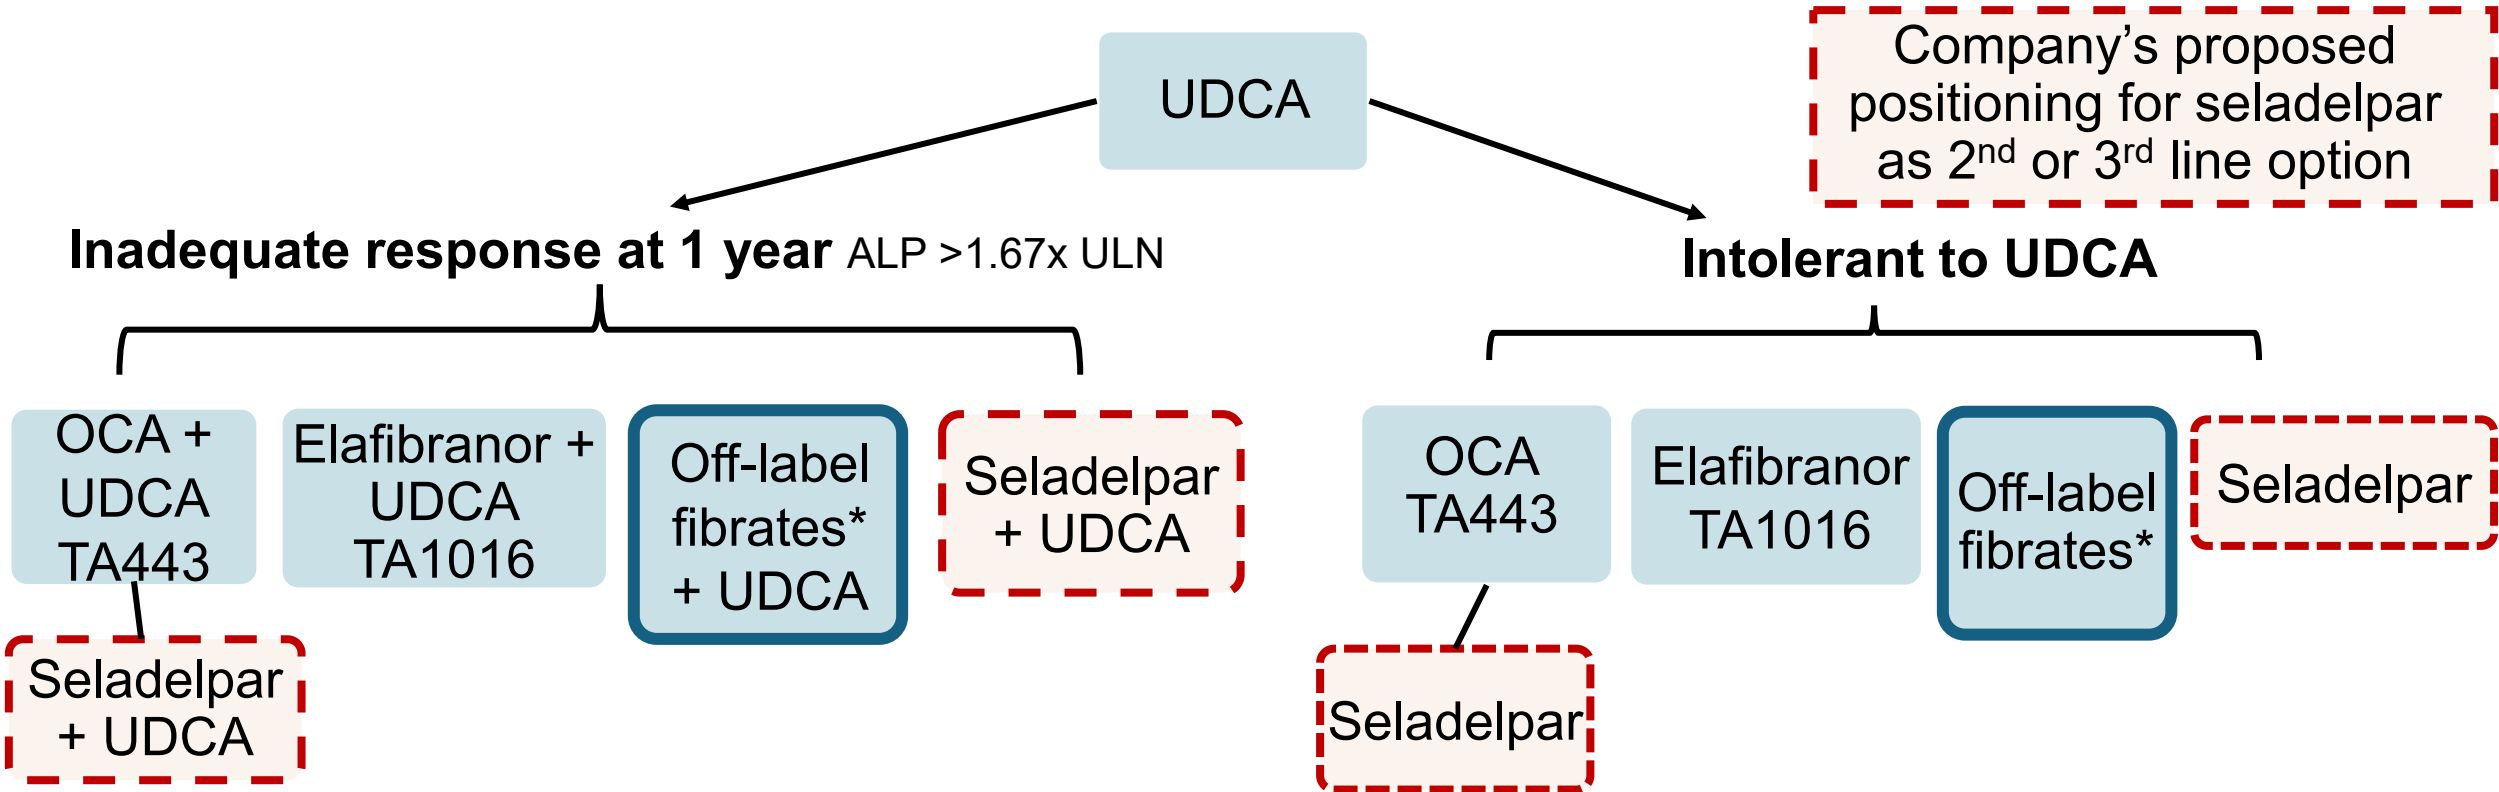 UDCA
Company’s proposed
positioning for seladelpar
as 2nd or 3rd line option
Inadequate response at 1 year ALP >1.67x ULN
Intolerant to UDCA
OCA +
UDCA
TA443
Elafibranor +
UDCA
TA1016
Off-label
fibrates*
+ UDCA
Seladelpar
+ UDCA
OCA
TA443
Elafibranor
TA1016
Off-label
fibrates*
Seladelpar
Seladelpar
+ UDCA
Seladelpar